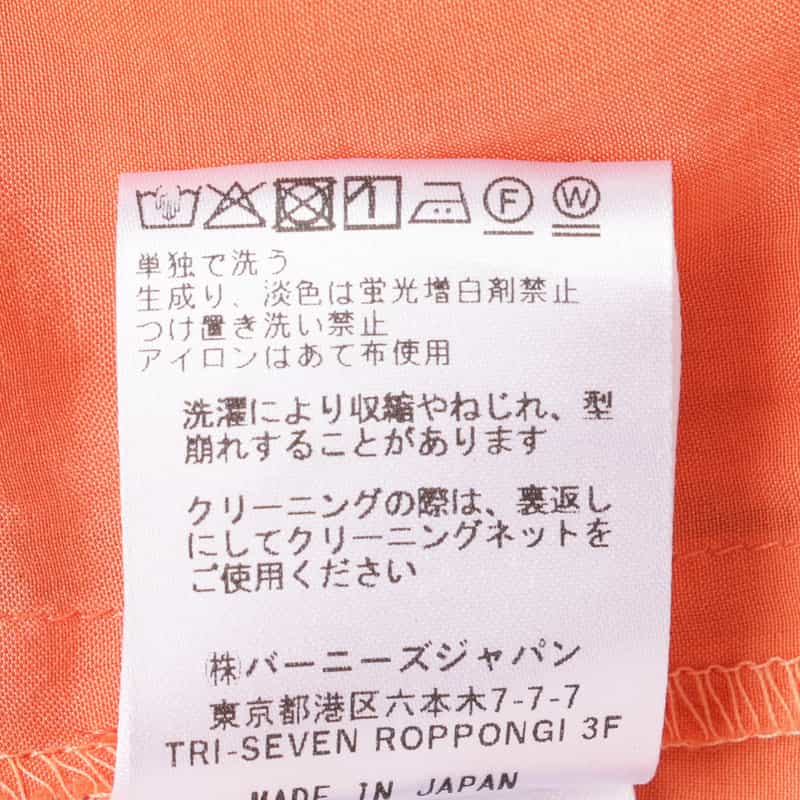 F W
単独で洗う
生成り、淡色は蛍光増白剤禁止
つけ置き洗い禁止
アイロンはあて布使用
洗濯により収縮やねじれ、型
崩れすることがあります
クリーニングの際は、裏返し
にしてクリーニングネットを
ご使用ください
㈱バーニーズジャパン
東京都港区六本木7-7-7
TRI-SEVEN ROPPONGI 3F
MADE IN JAPAN